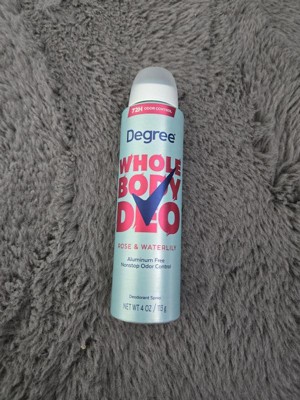 72H ODOR CONTROL
Degree
WHOLE
BODY
DEO
ROSE & WATERLILY
Aluminum Free
Nonstop Odor Control
Deodorant Spray
NET WT 4 OZ / 113 g